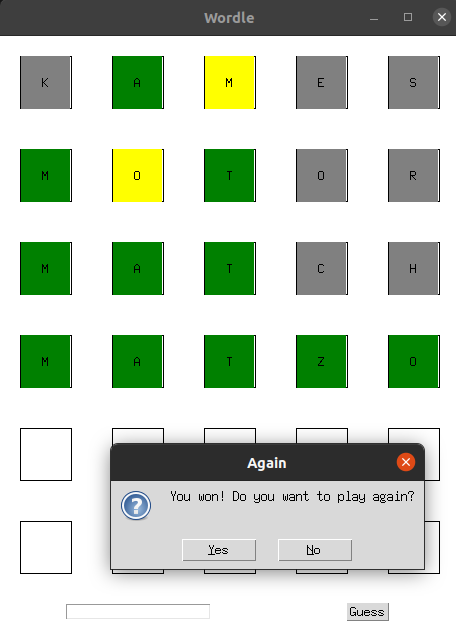 Wordle
K A M E S
M O T O R
M A T C H
M A T Z O
Again
You won! Do you want to play again?
Yes No
Guess